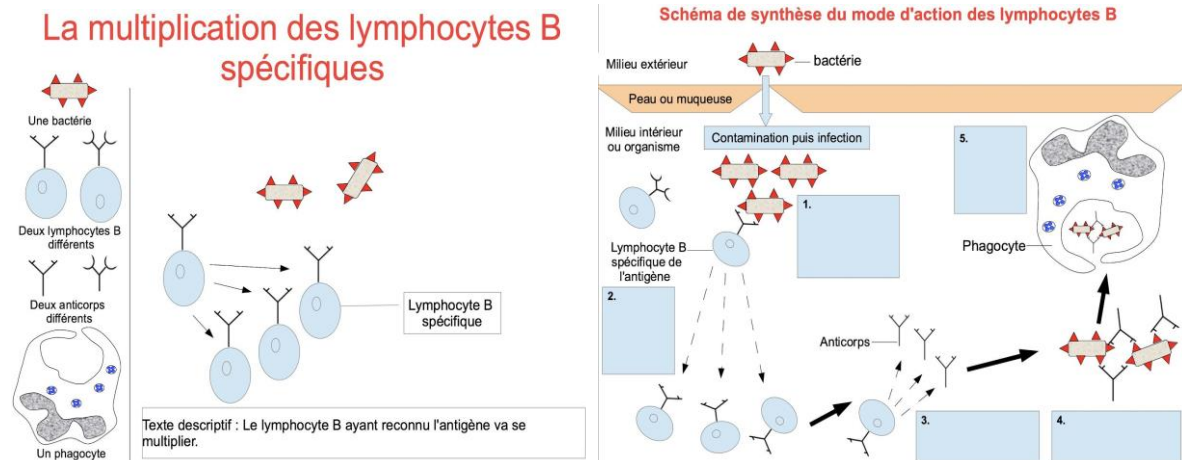 La multiplication des lymphocytes B
spécifiques
Une bactérie
Deux lymphocytes B
différents
Deux anticorps
différents
Un phagocyte
Lymphocyte B
spécifique
Texte descriptif : Le lymphocyte B ayant reconnu l'antigène va se
multiplier.
Schéma de synthèse du mode d'action des lymphocytes B
Milieu extérieur
bactérie
Peau ou muqueuse
Milieu intérieur
ou organisme
Contamination puis infection
5.
1.
Phagocyte
Lymphocyte B
spécifique de
l'antigène
2.
Anticorps
3.
4.